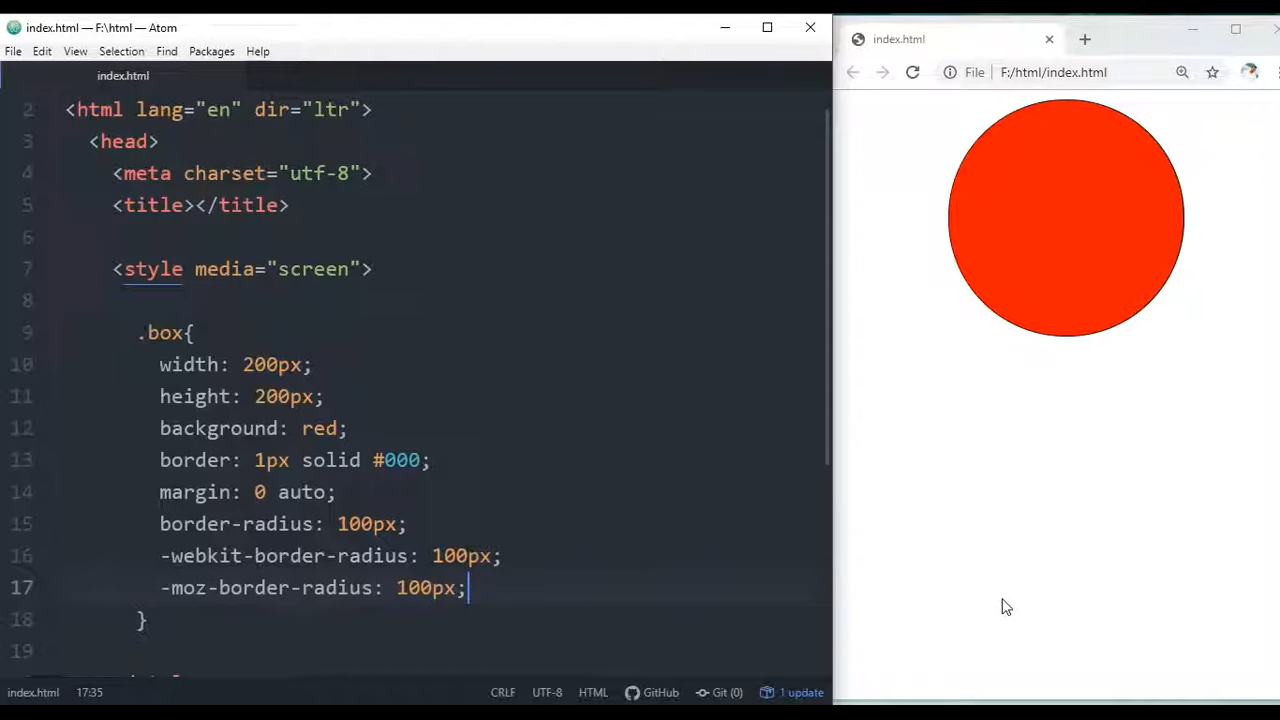 index.html — F:\html — Atom
File Edit View Selection Find Packages Help
index.html
2 <html lang="en" dir="ltr">
3 <head>
4 <meta charset="utf-8">
5 <title></title>
6
7 <style media="screen">
8
9 .box{
10 width: 200px;
11 height: 200px;
12 background: red;
13 border: 1px solid #000;
14 margin: 0 auto;
15 border-radius: 100px;
16 -webkit-border-radius: 100px;
17 -moz-border-radius: 100px;
18 }
19
index.html 17:35 CRLF UTF-8 HTML GitHub Git (0) 1 update
index.html
File F:/html/index.html